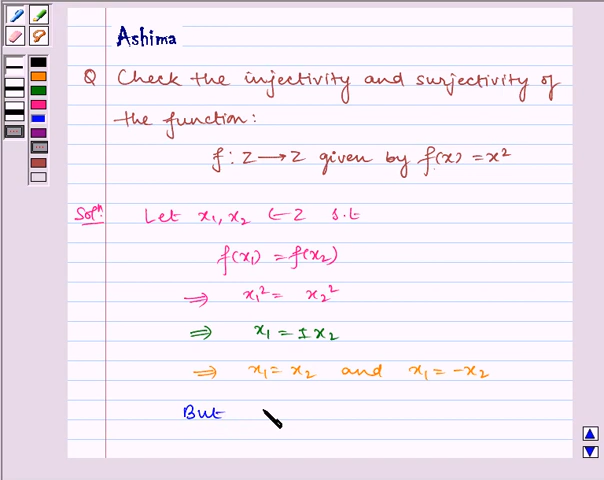 Ashima
Q Check the injectivity and surjectivity of
the function:
f : Z → Z given by f(x) = x²
Solⁿ Let x₁, x₂ ∈ Z s.t
f(x₁) = f(x₂)
⇒ x₁² = x₂²
⇒ x₁ = ± x₂
⇒ x₁ = x₂ and x₁ = -x₂
But